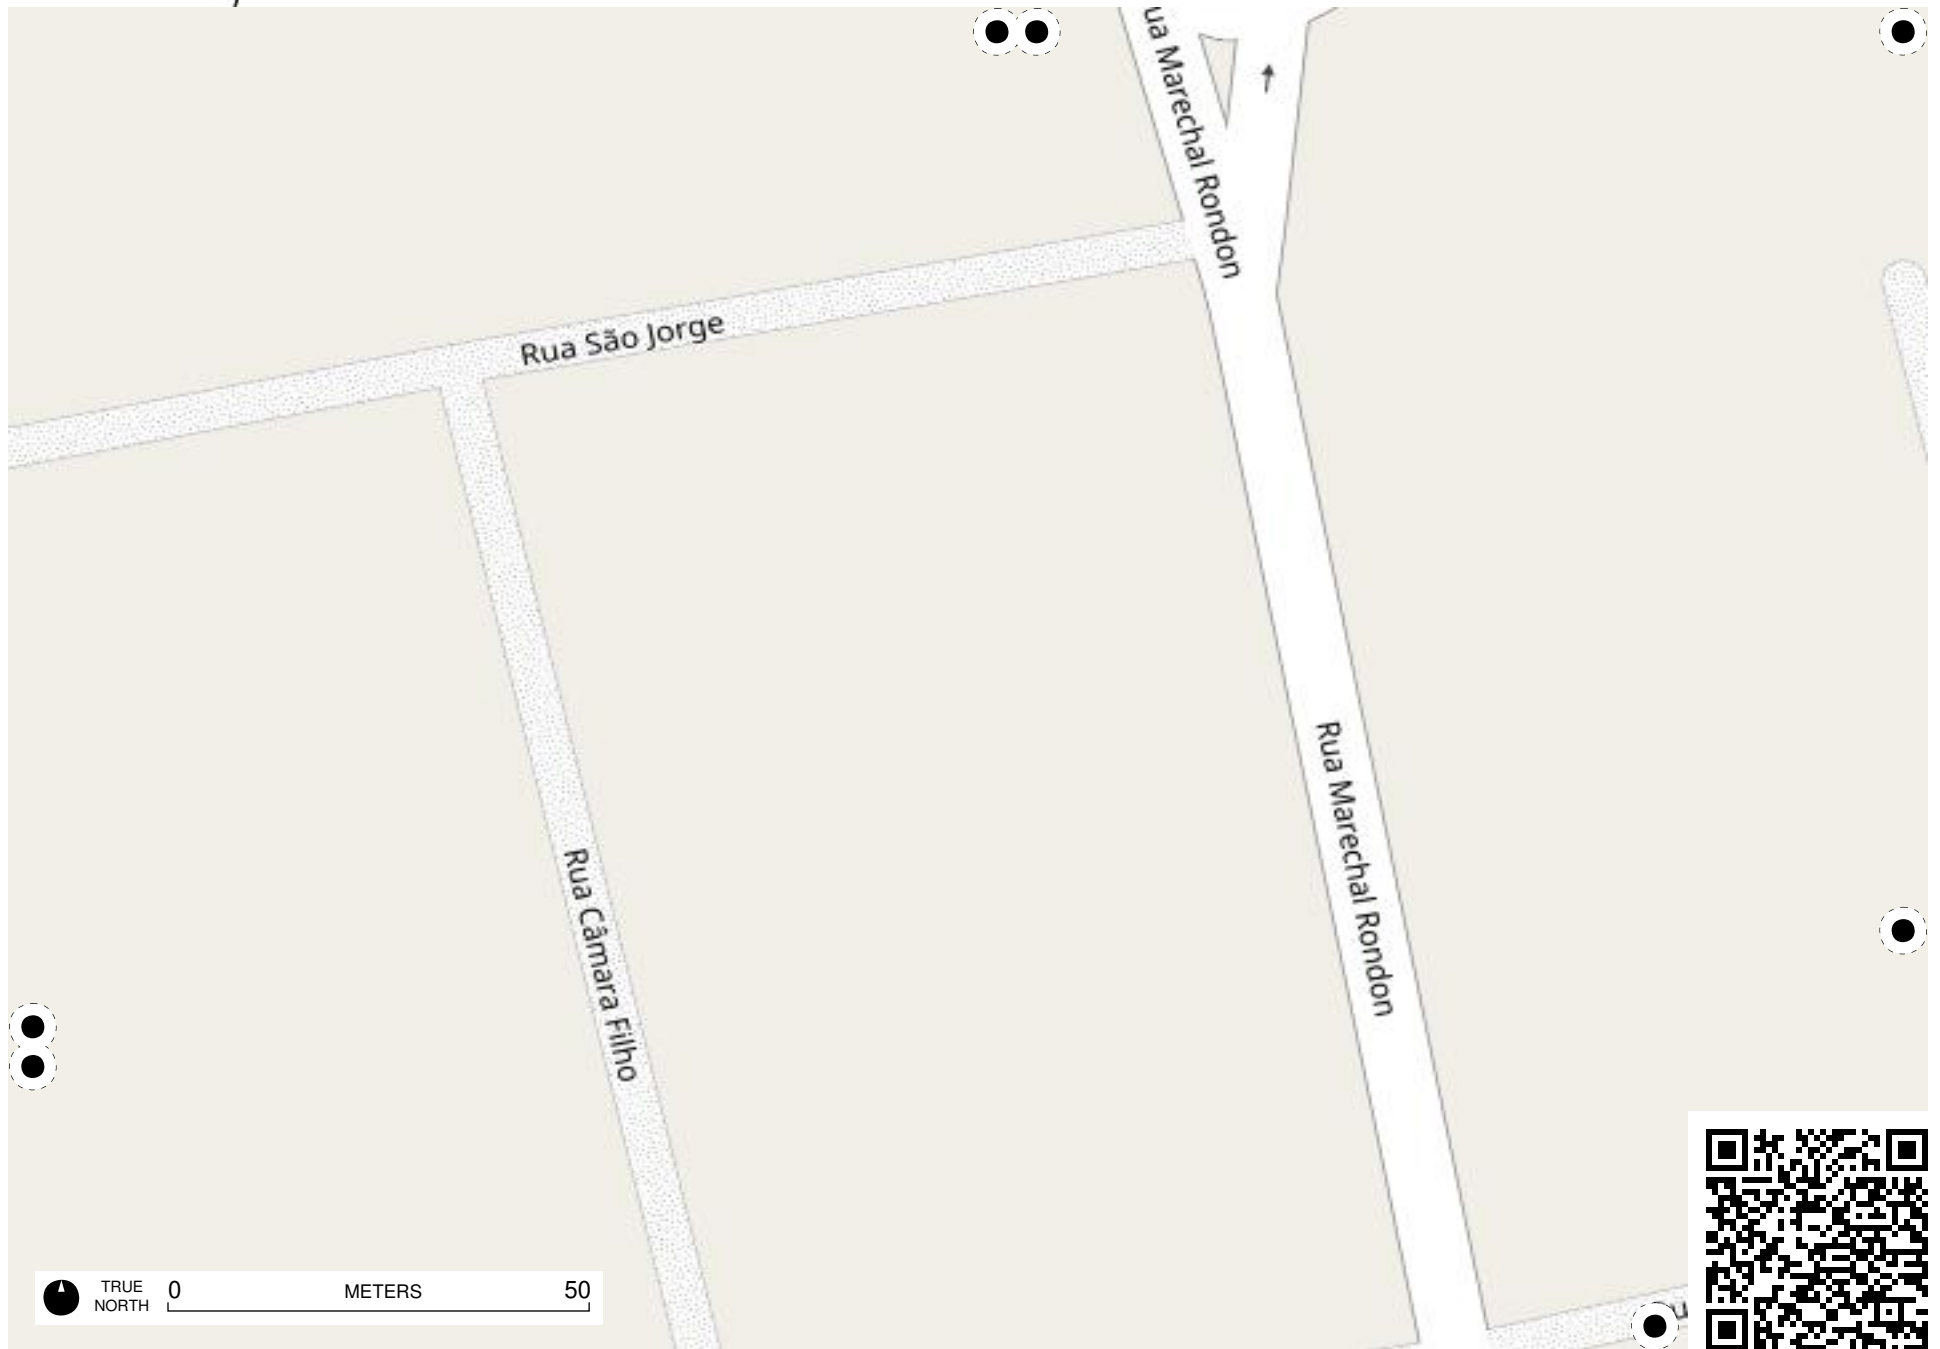 ua Marechal Rondon
Rua São Jorge
Rua Marechal Rondon
Rua Câmara Filho
TRUE
NORTH
0 METERS 50